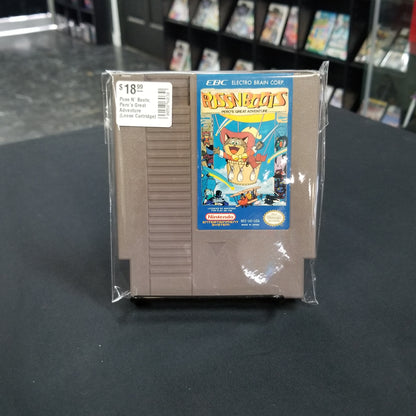 $18.99
Puss N' Boots
Pero's Great
Adventure
(Loose Cartridge)
EBC ELECTRO BRAIN CORP.
PUSS N BOOTS
PERO'S GREAT ADVENTURE
Nintendo
ENTERTAINMENT
SYSTEM
MADE IN JAPAN